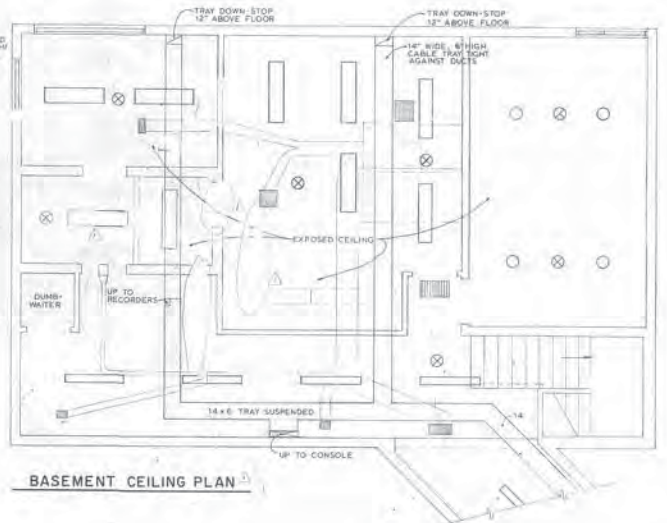 TRAY DOWN-STOP
12" ABOVE FLOOR
TRAY DOWN-STOP
12" ABOVE FLOOR
14" WIDE, 6" HIGH
CABLE TRAY TIGHT
AGAINST DUCTS
EXPOSED CEILING
DUMB-
WAITER
UP TO
RECORDERS
14 x 6 TRAY SUSPENDED
14
UP TO CONSOLE
BASEMENT CEILING PLAN